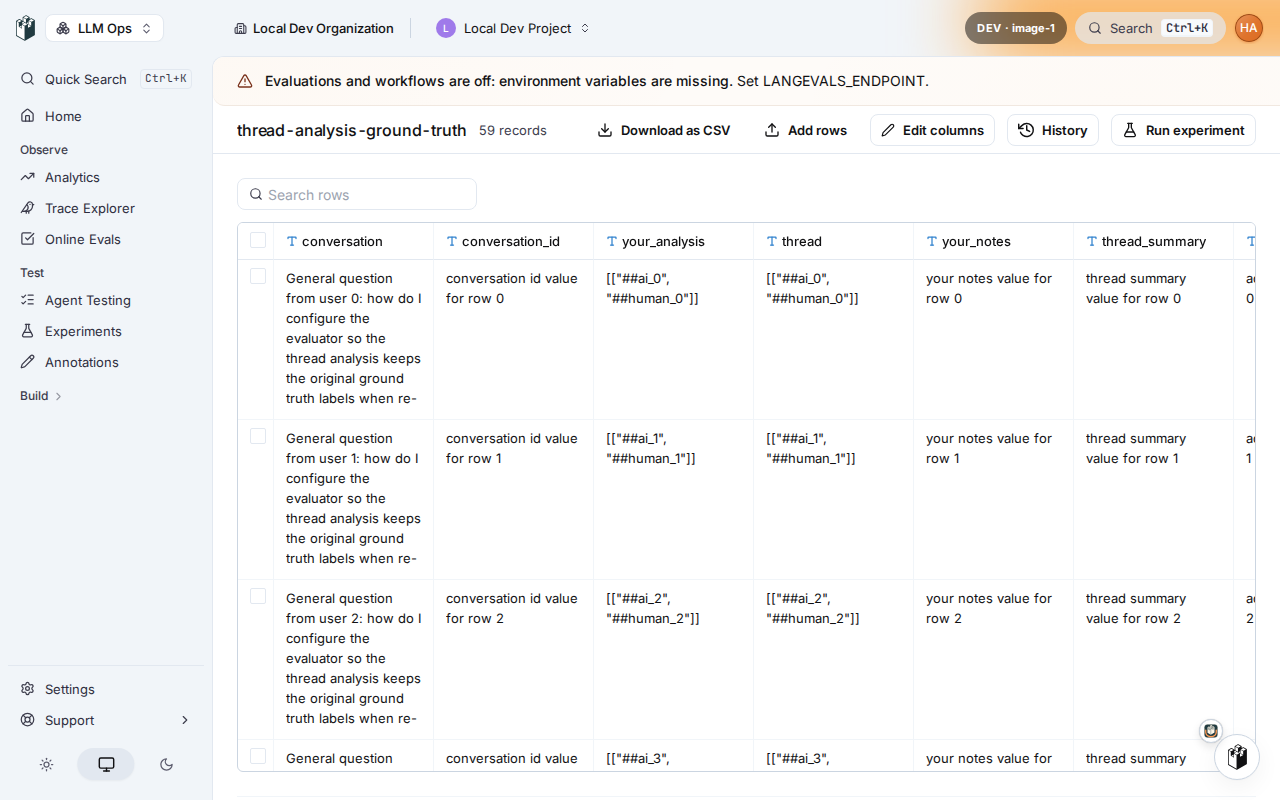 LLM Ops
Local Dev Organization
L
Local Dev Project
DEV · image-1
Search
Ctrl+K
HA
Quick Search
Ctrl+K
Home
Observe
Analytics
Trace Explorer
Online Evals
Test
Agent Testing
Experiments
Annotations
Build
Settings
Support
Evaluations and workflows are off: environment variables are missing. Set LANGEVALS_ENDPOINT.
thread-analysis-ground-truth
59 records
Download as CSV
Add rows
Edit columns
History
Run experiment
Search rows
conversation
conversation_id
your_analysis
thread
your_notes
thread_summary
General question
from user 0: how do I
configure the
evaluator so the
thread analysis keeps
the original ground
truth labels when re-
conversation id value
for row 0
[["##ai_0",
"##human_0"]]
[["##ai_0",
"##human_0"]]
your notes value for
row 0
thread summary
value for row 0
0
General question
from user 1: how do I
configure the
evaluator so the
thread analysis keeps
the original ground
truth labels when re-
conversation id value
for row 1
[["##ai_1",
"##human_1"]]
[["##ai_1",
"##human_1"]]
your notes value for
row 1
thread summary
value for row 1
1
General question
from user 2: how do I
configure the
evaluator so the
thread analysis keeps
the original ground
truth labels when re-
conversation id value
for row 2
[["##ai_2",
"##human_2"]]
[["##ai_2",
"##human_2"]]
your notes value for
row 2
thread summary
value for row 2
2
General question
conversation id value
[["##ai_3",
[["##ai_3",
your notes value for
thread summary